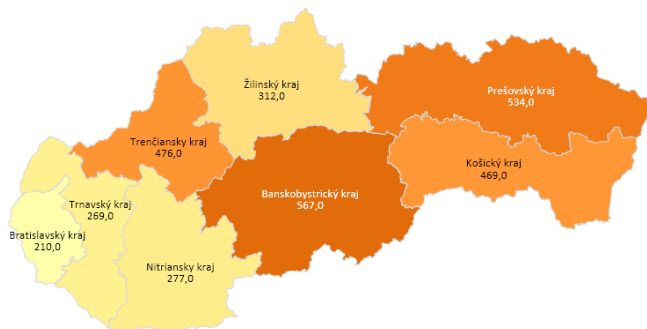 Žilinský kraj
312,0
Prešovský kraj
534,0
Trenčiansky kraj
476,0
Košický kraj
469,0
Banskobystrický kraj
567,0
Trnavský kraj
269,0
Bratislavský kraj
210,0
Nitriansky kraj
277,0